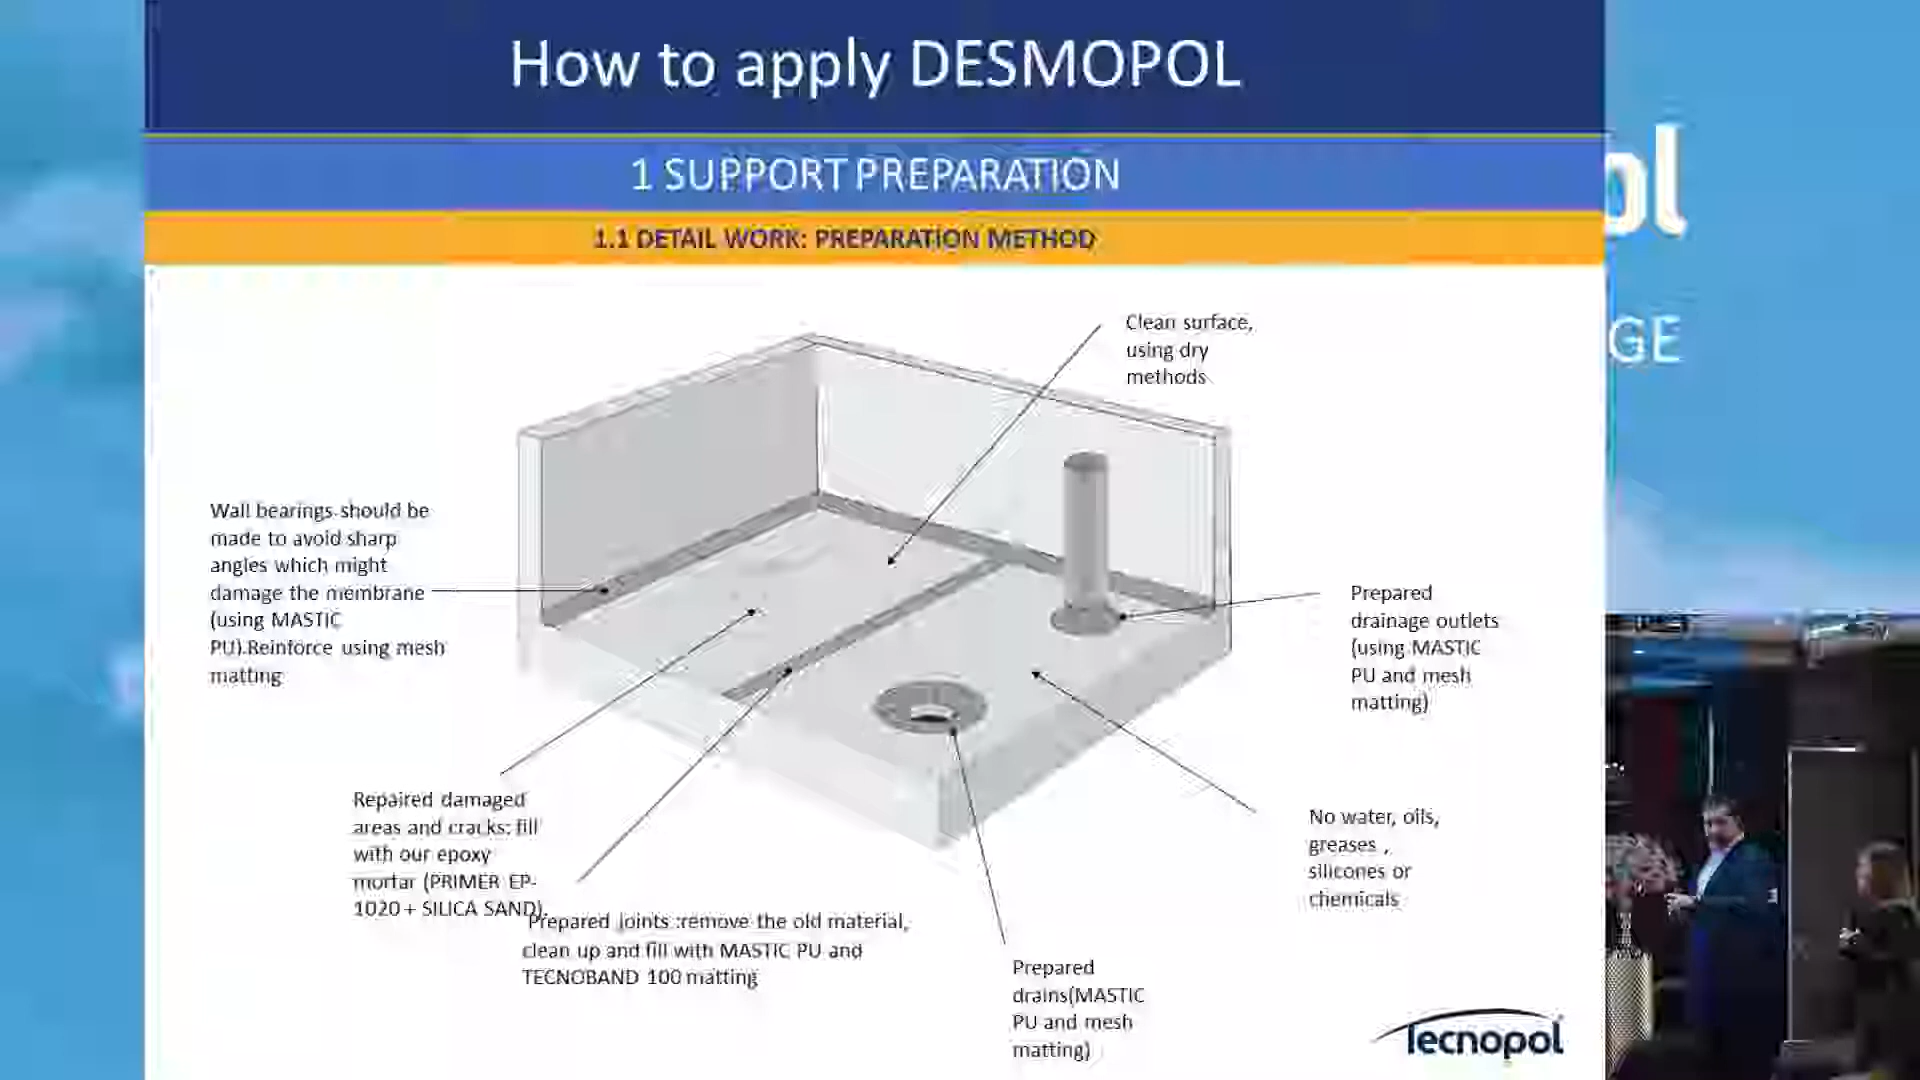 How to apply DESMOPOL
1 SUPPORT PREPARATION
1.1 DETAIL WORK: PREPARATION METHOD
Clean surface,
using dry
methods
Wall bearings should be
made to avoid sharp
angles which might
damage the membrane
(using MASTIC
PU).Reinforce using mesh
matting
Prepared
drainage outlets
(using MASTIC
PU and mesh
matting)
Repaired damaged
areas and cracks: fill
with our epoxy
mortar (PRIMER EP-
1020 + SILICA SAND).
Prepared joints :remove the old material,
clean up and fill with MASTIC PU and
TECNOBAND 100 matting
No water, oils,
greases ,
silicones or
chemicals
Prepared
drains(MASTIC
PU and mesh
matting)
Tecnopol
ol
GE